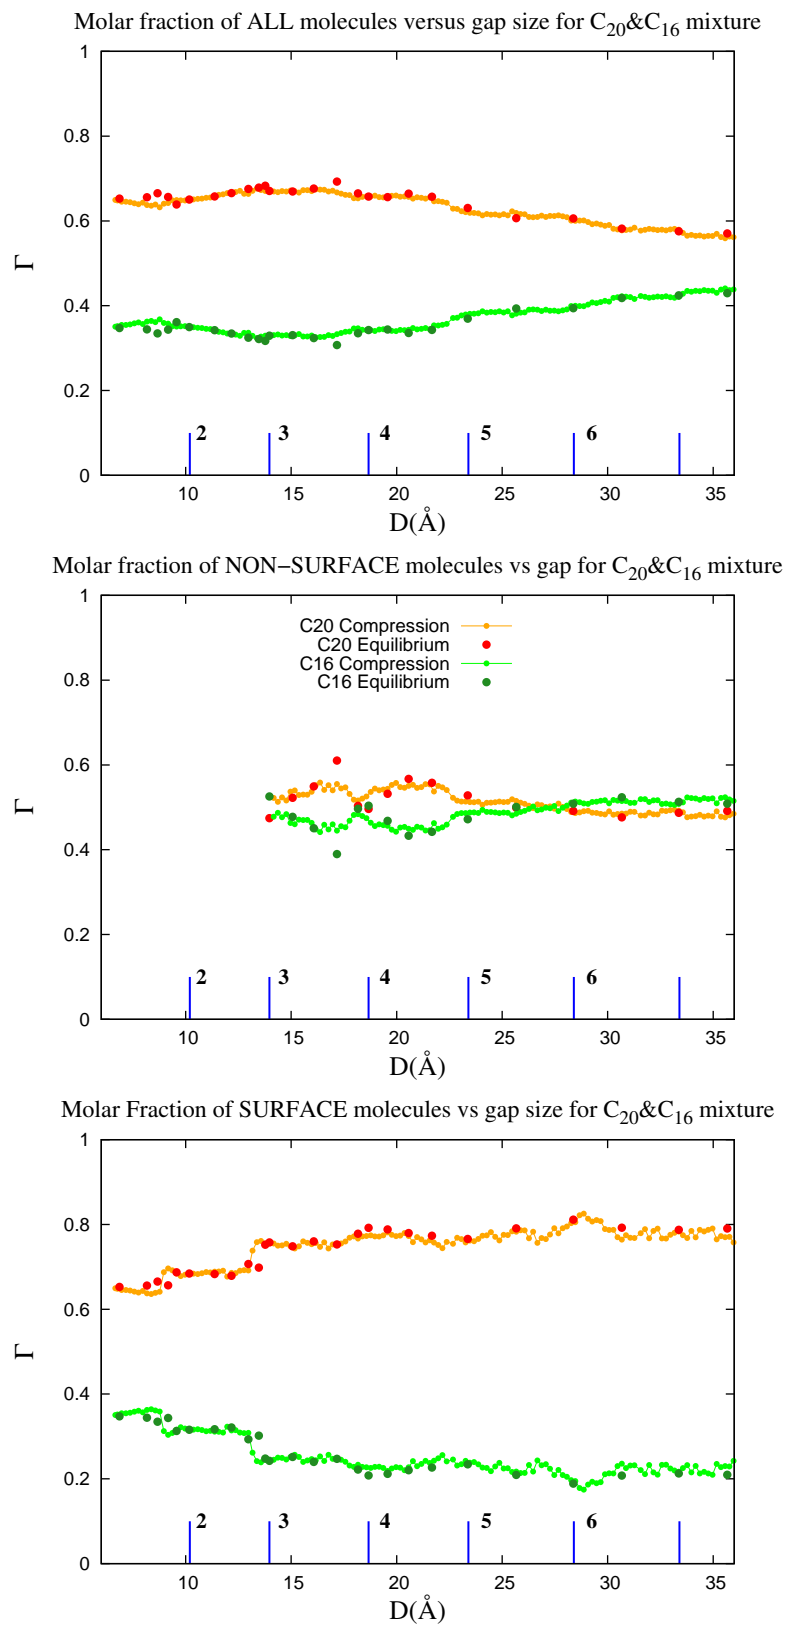 Molar fraction of ALL molecules versus gap size for C20&C16 mixture
1
0.8
0.6
Γ
0.4
0.2
0
2 3 4 5 6
10 15 20 25 30 35
D(Å)
Molar fraction of NON−SURFACE molecules vs gap for C20&C16 mixture
1
C20 Compression
C20 Equilibrium
C16 Compression
C16 Equilibrium
0.8
0.6
Γ
0.4
0.2
0
2 3 4 5 6
10 15 20 25 30 35
D(Å)
Molar Fraction of SURFACE molecules vs gap size for C20&C16 mixture
1
0.8
0.6
Γ
0.4
0.2
0
2 3 4 5 6
10 15 20 25 30 35
D(Å)